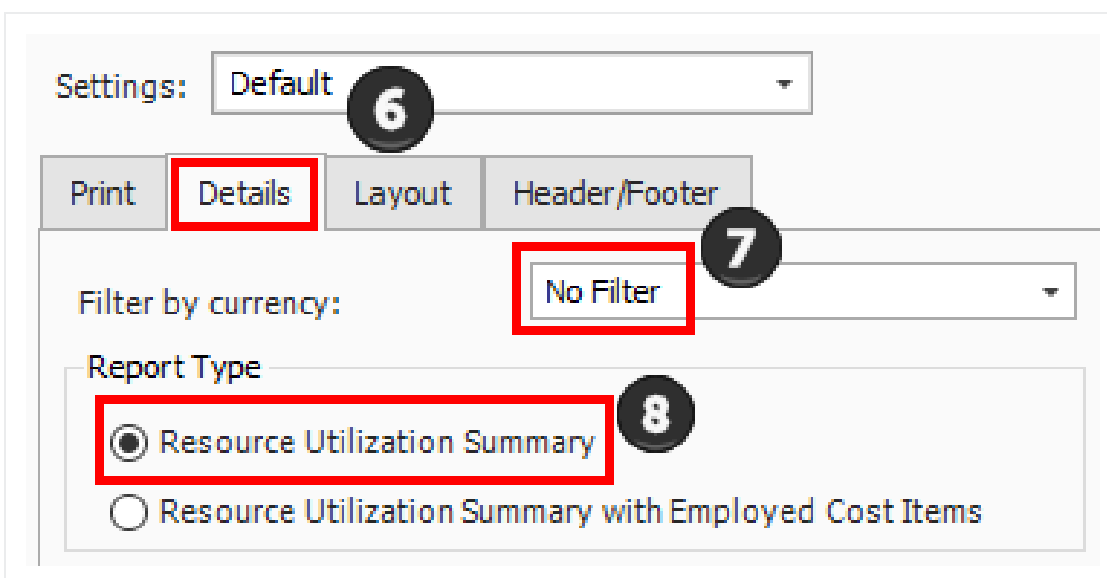 Settings: Default
6
Print Details Layout Header/Footer
7
Filter by currency: No Filter
Report Type
8
Resource Utilization Summary
Resource Utilization Summary with Employed Cost Items